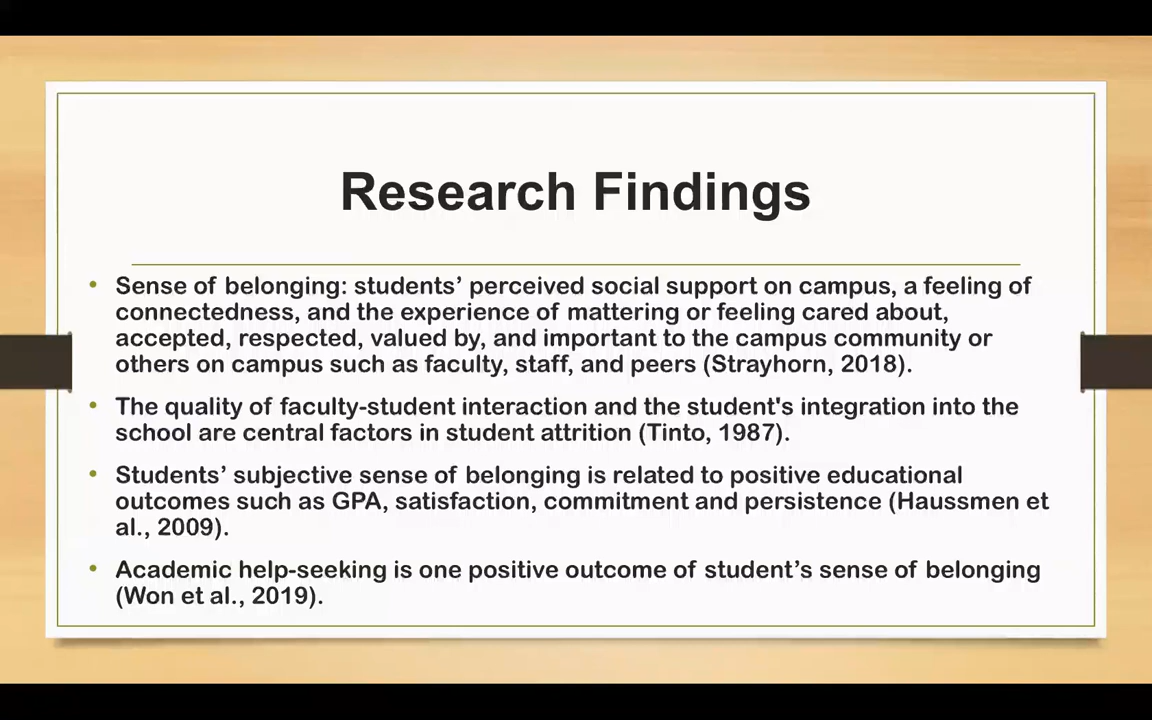 Research Findings
• Sense of belonging: students’ perceived social support on campus, a feeling of
connectedness, and the experience of mattering or feeling cared about,
accepted, respected, valued by, and important to the campus community or
others on campus such as faculty, staff, and peers (Strayhorn, 2018).
• The quality of faculty-student interaction and the student's integration into the
school are central factors in student attrition (Tinto, 1987).
• Students’ subjective sense of belonging is related to positive educational
outcomes such as GPA, satisfaction, commitment and persistence (Haussmen et
al., 2009).
• Academic help-seeking is one positive outcome of student’s sense of belonging
(Won et al., 2019).